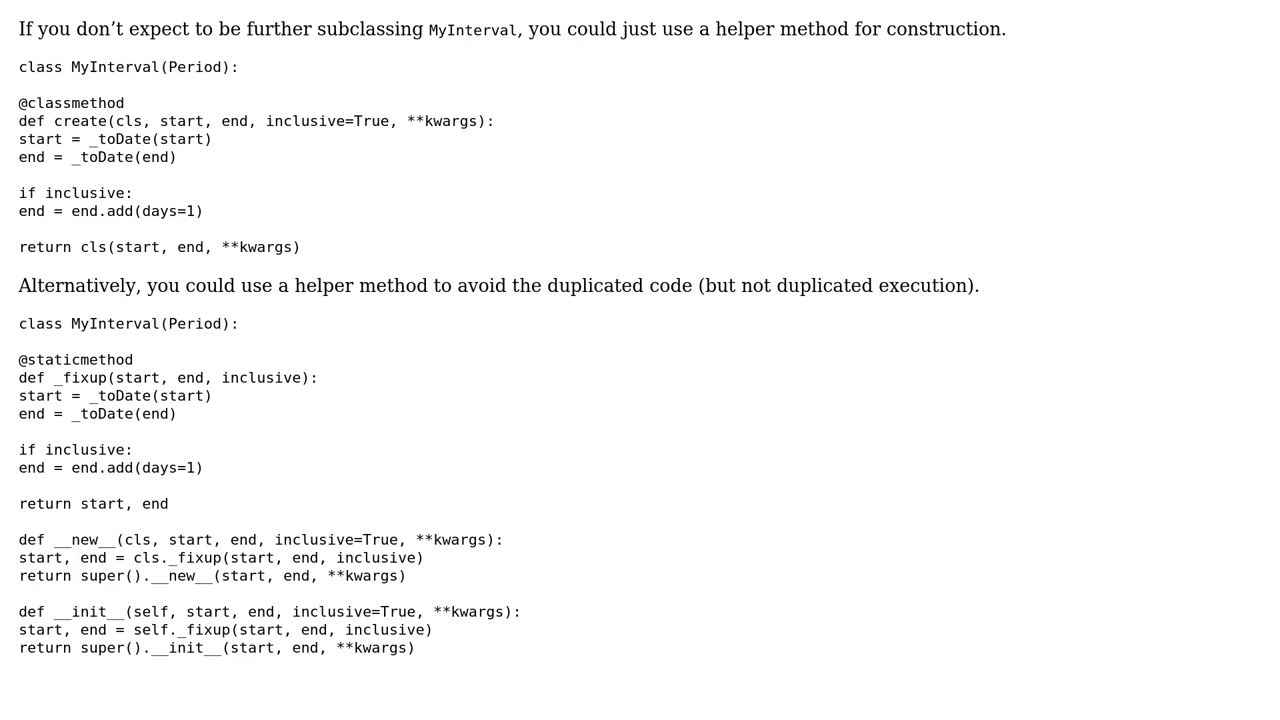 If you don’t expect to be further subclassing MyInterval, you could just use a helper method for construction.
class MyInterval(Period):
@classmethod
def create(cls, start, end, inclusive=True, **kwargs):
start = _toDate(start)
end = _toDate(end)
if inclusive:
end = end.add(days=1)
return cls(start, end, **kwargs)
Alternatively, you could use a helper method to avoid the duplicated code (but not duplicated execution).
class MyInterval(Period):
@staticmethod
def _fixup(start, end, inclusive):
start = _toDate(start)
end = _toDate(end)
if inclusive:
end = end.add(days=1)
return start, end
def __new__(cls, start, end, inclusive=True, **kwargs):
start, end = cls._fixup(start, end, inclusive)
return super().__new__(start, end, **kwargs)
def __init__(self, start, end, inclusive=True, **kwargs):
start, end = self._fixup(start, end, inclusive)
return super().__init__(start, end, **kwargs)